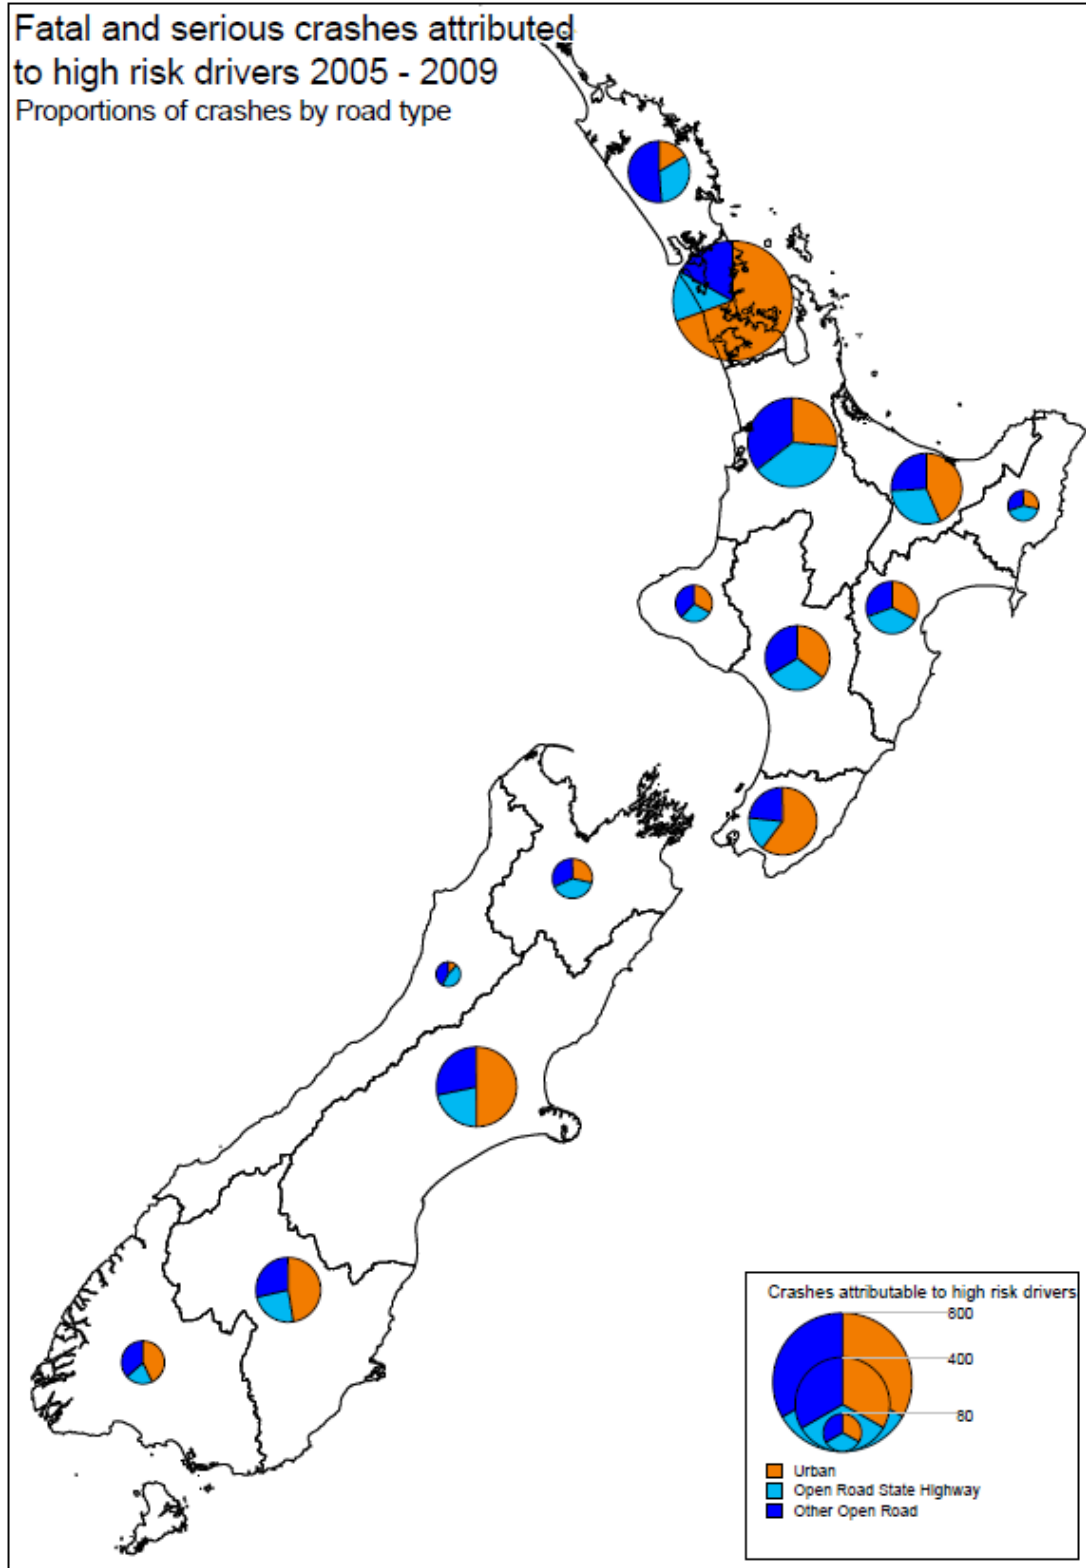 Fatal and serious crashes attributed
to high risk drivers 2005 - 2009
Proportions of crashes by road type
Crashes attributable to high risk drivers
800
400
80
Urban
Open Road State Highway
Other Open Road